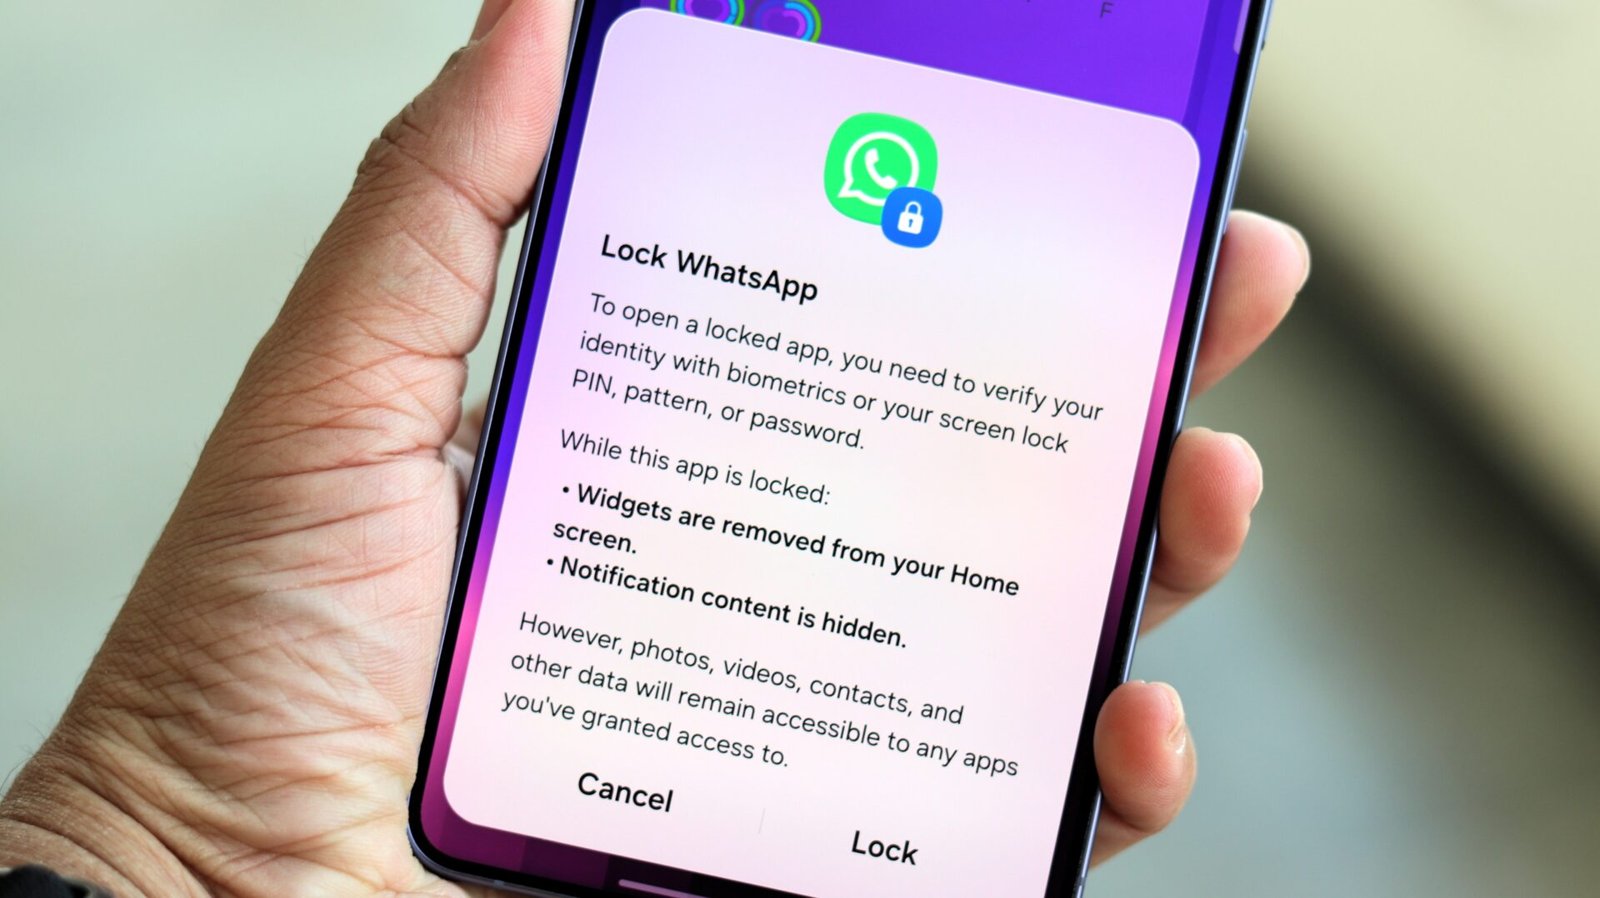 F
Lock WhatsApp
To open a locked app, you need to verify your
identity with biometrics or your screen lock
PIN, pattern, or password.
While this app is locked:
• Widgets are removed from your Home
screen.
• Notification content is hidden.
However, photos, videos, contacts, and
other data will remain accessible to any apps
you've granted access to.
Cancel
Lock